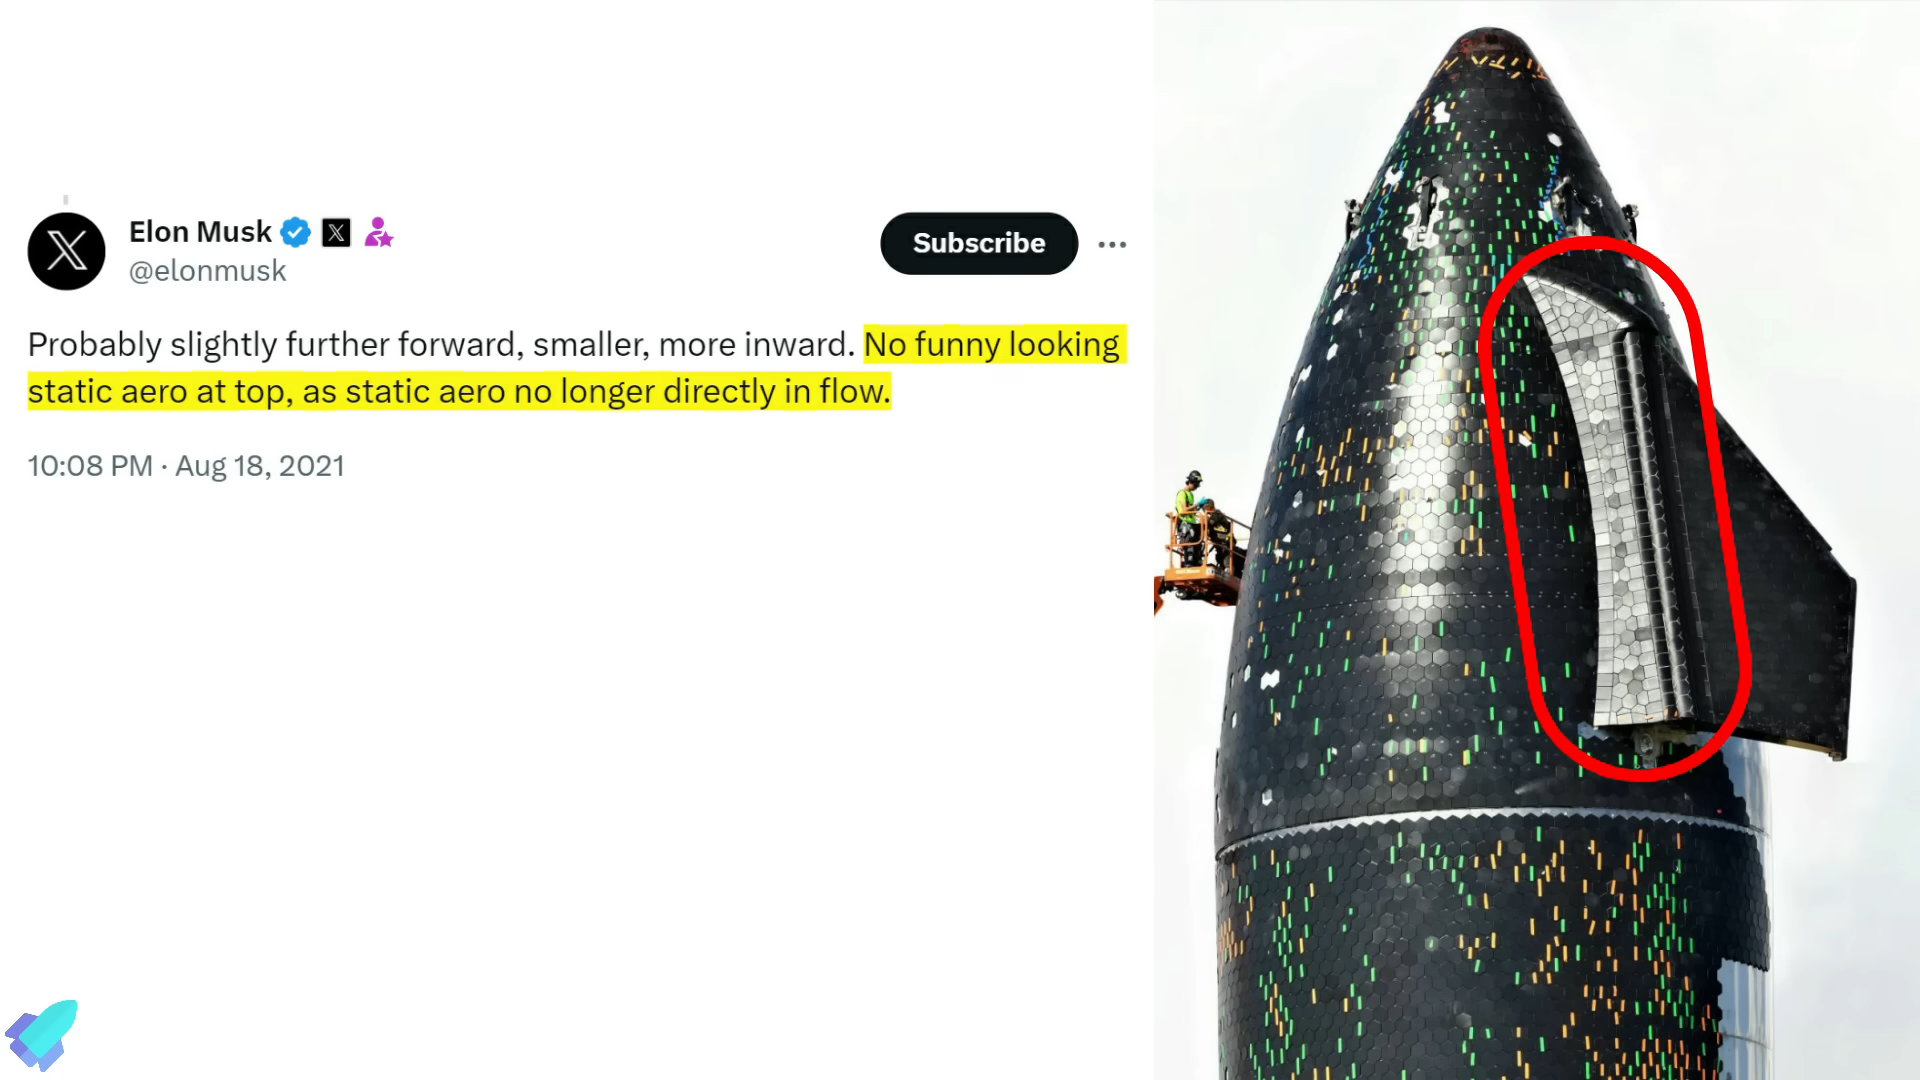 Elon Musk
@elonmusk
Subscribe
Probably slightly further forward, smaller, more inward. No funny looking
static aero at top, as static aero no longer directly in flow.
10:08 PM · Aug 18, 2021